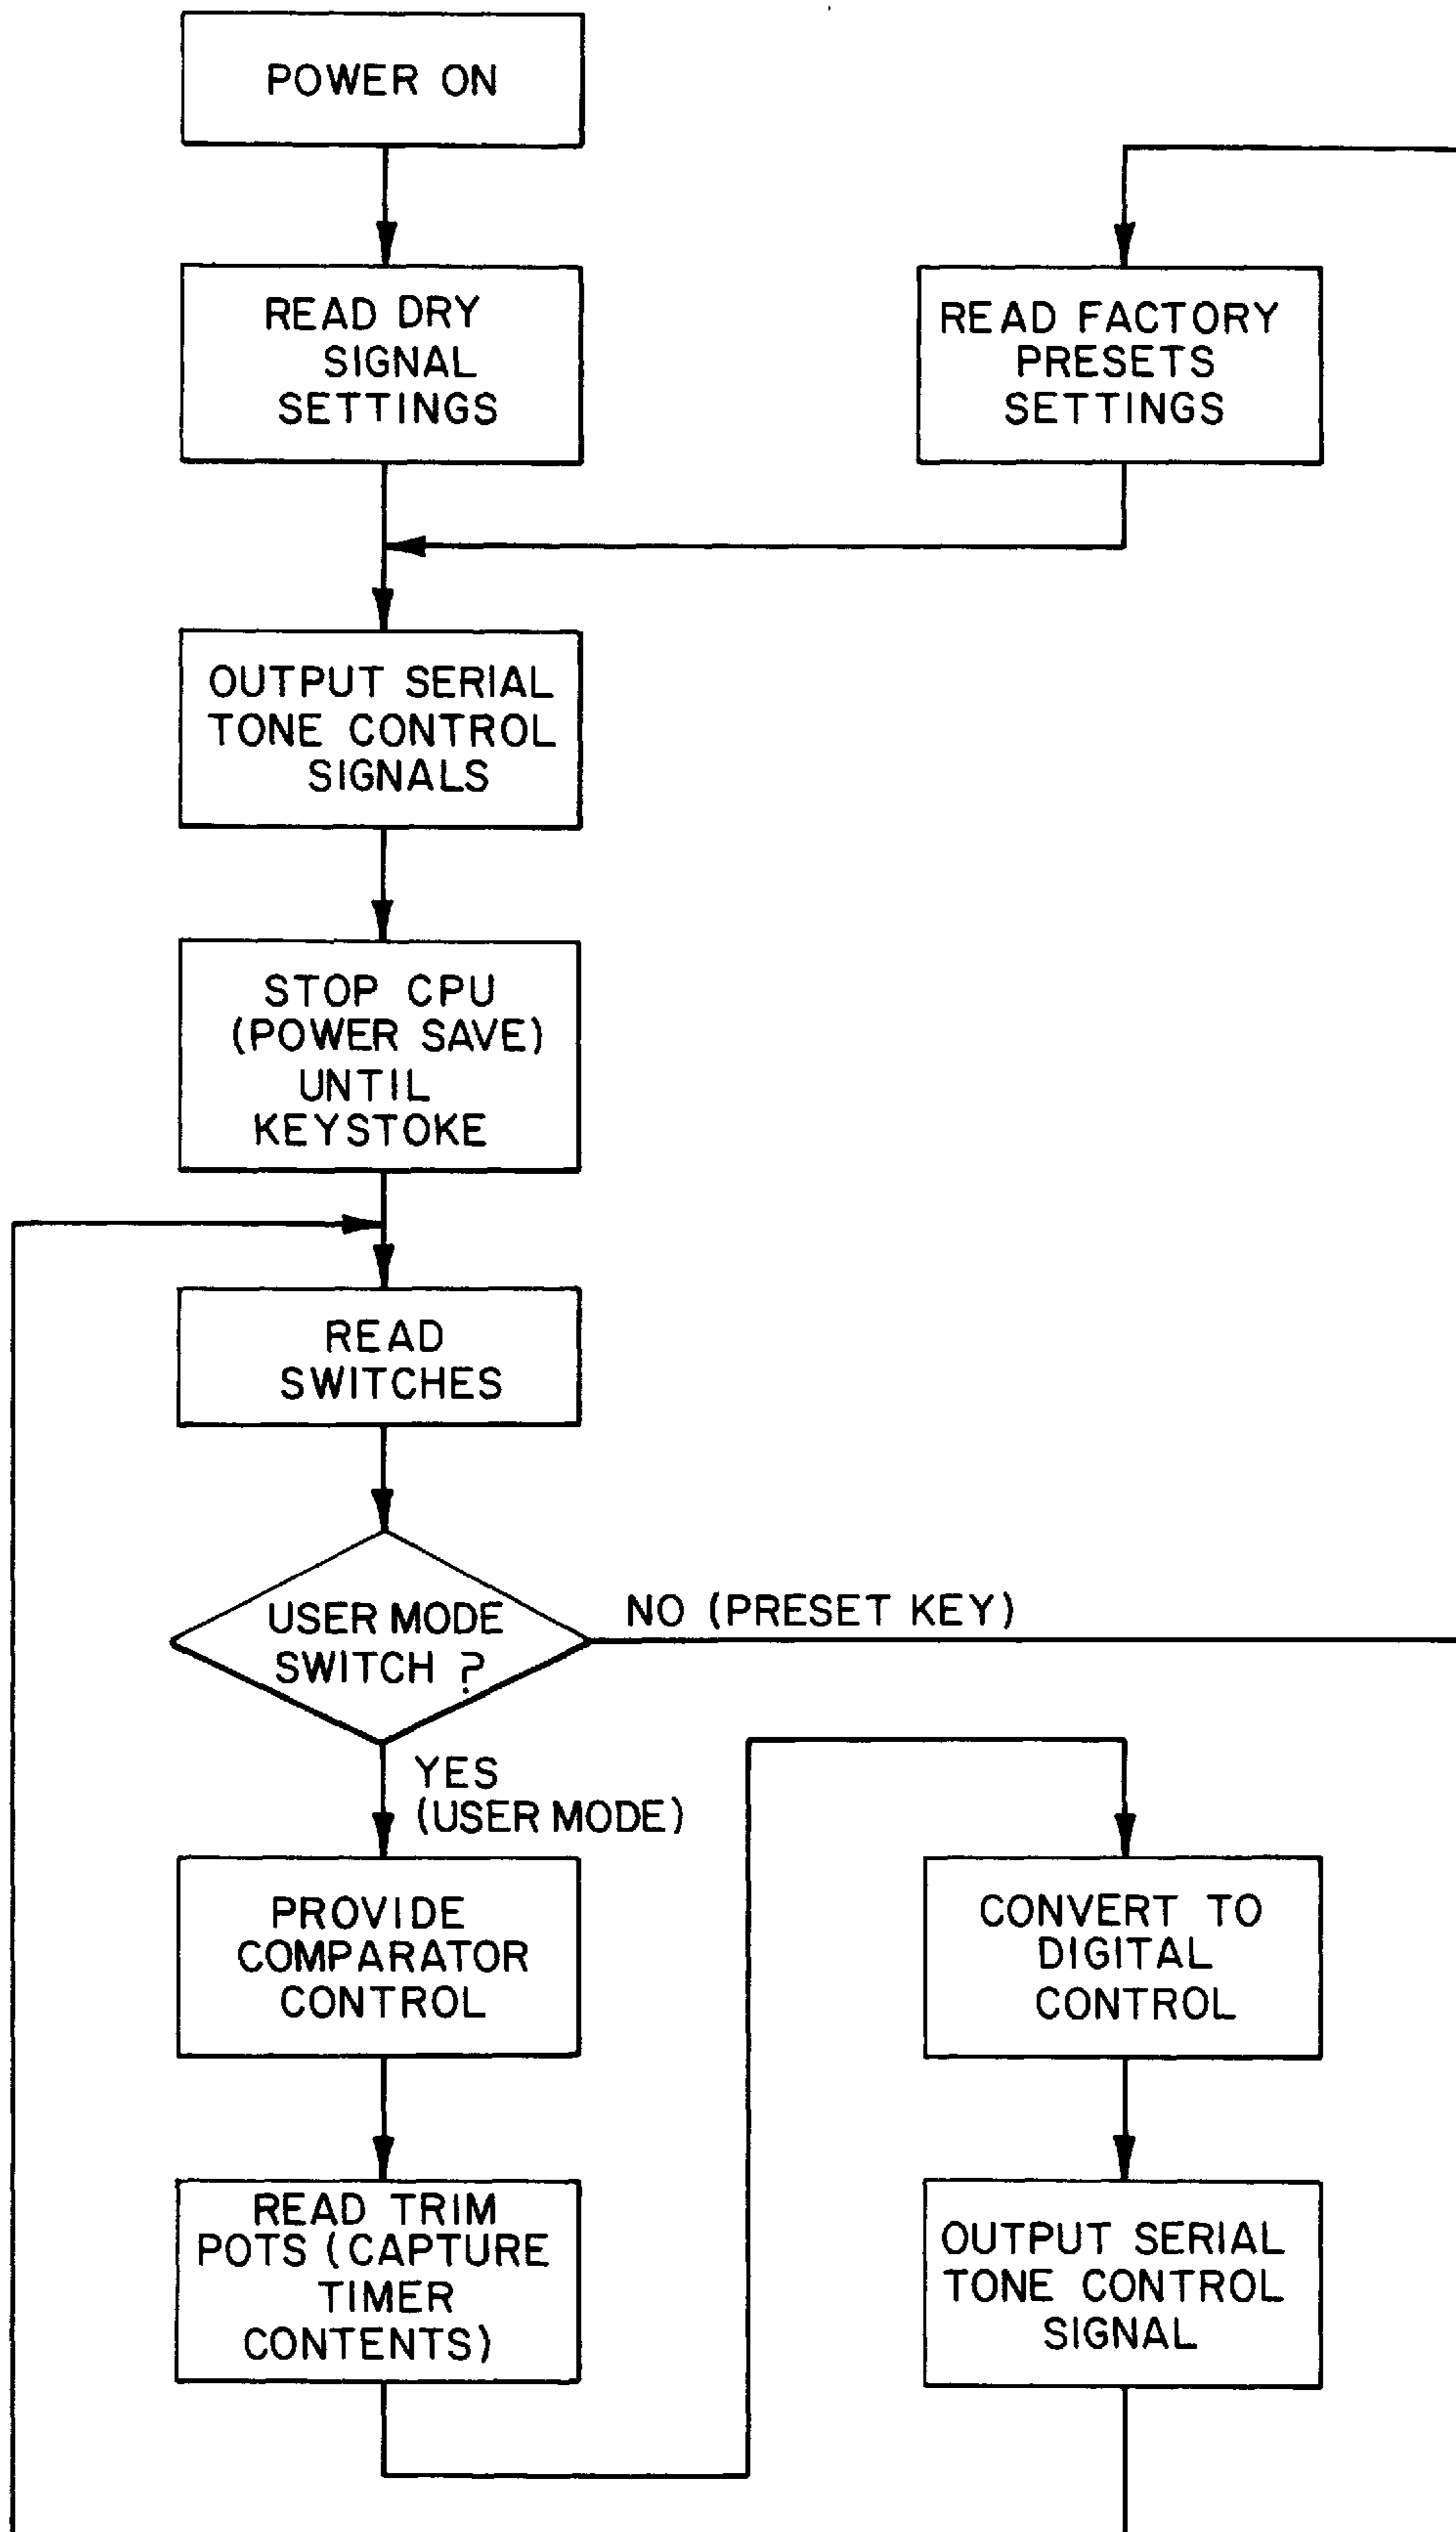 POWER ON
READ DRY
SIGNAL
SETTINGS
READ FACTORY
PRESETS
SETTINGS
OUTPUT SERIAL
TONE CONTROL
SIGNALS
STOP CPU
(POWER SAVE)
UNTIL
KEYSTOKE
READ
SWITCHES
USER MODE
SWITCH ?
NO (PRESET KEY)
YES
(USER MODE)
PROVIDE
COMPARATOR
CONTROL
READ TRIM
POTS (CAPTURE
TIMER
CONTENTS)
CONVERT TO
DIGITAL
CONTROL
OUTPUT SERIAL
TONE CONTROL
SIGNAL